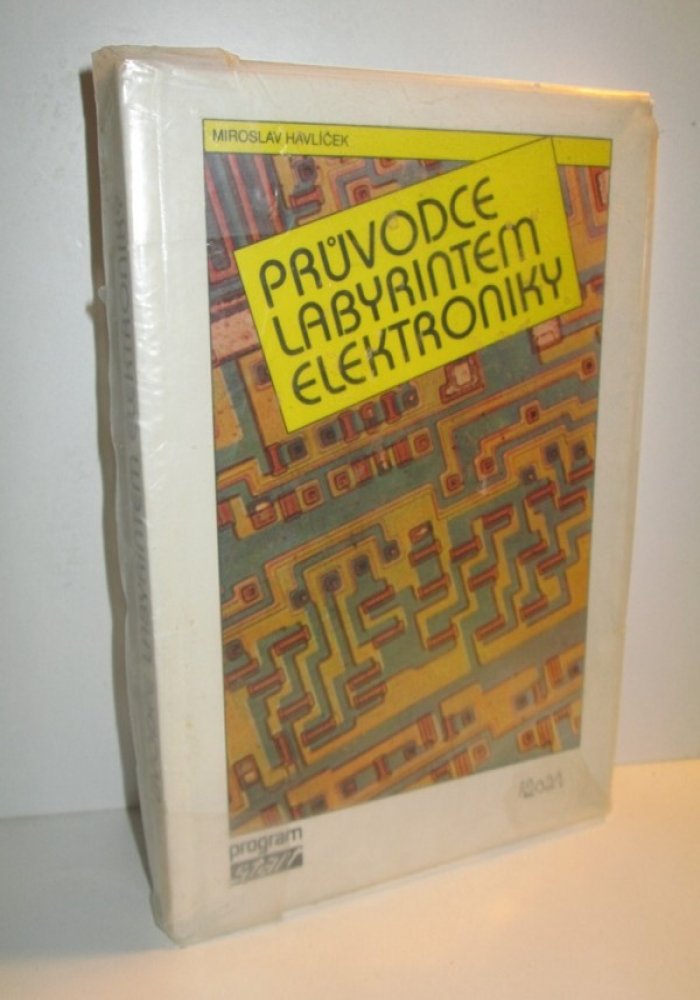 MIROSLAV HAVLÍČEK
PRŮVODCE
LABYRINTEM
ELEKTRONIKY
program
start